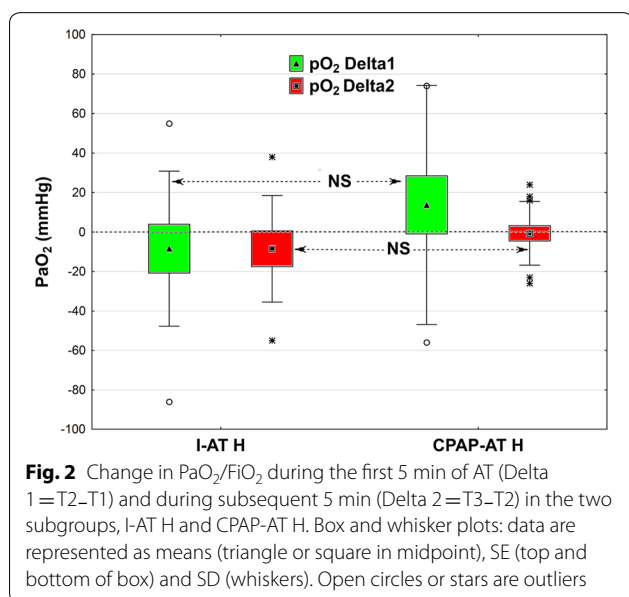 100
80
60
40
20
0
-20
-40
-60
-80
-100
PaO₂ (mmHg)
pO₂ Delta1
pO₂ Delta2
NS
NS
I-AT H
CPAP-AT H
Fig. 2 Change in PaO₂/FiO₂ during the first 5 min of AT (Delta
1=T2–T1) and during subsequent 5 min (Delta 2=T3–T2) in the two
subgroups, I-AT H and CPAP-AT H. Box and whisker plots: data are
represented as means (triangle or square in midpoint), SE (top and
bottom of box) and SD (whiskers). Open circles or stars are outliers